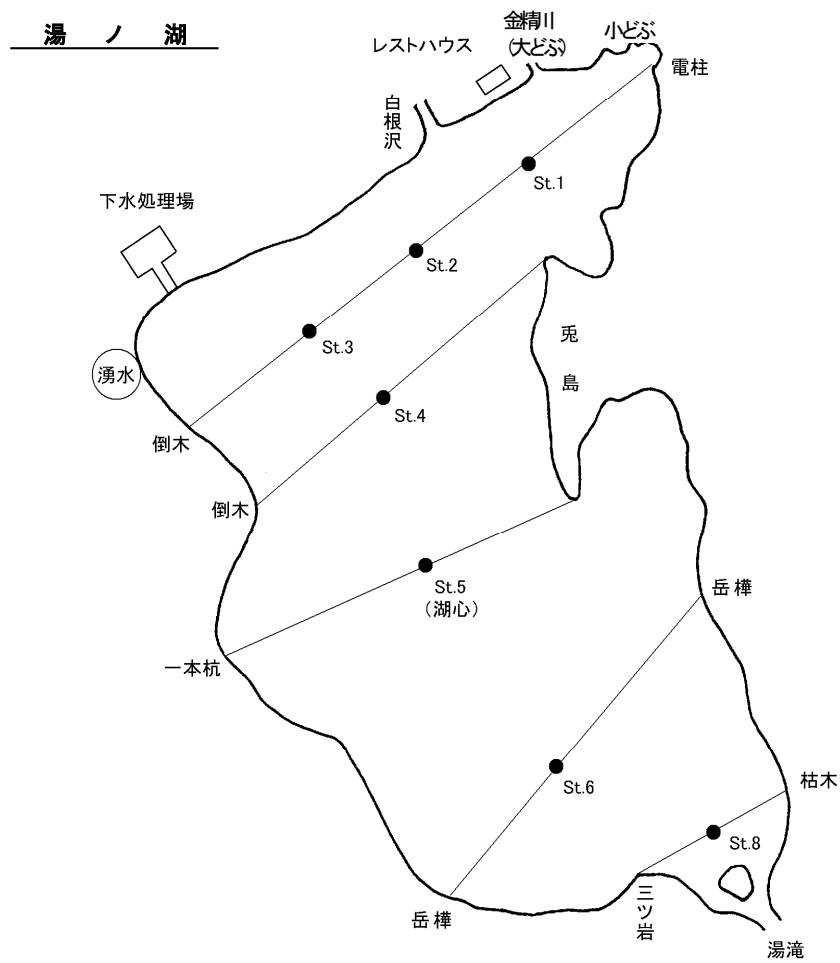 湯ノ湖
レストハウス
金精川
(大どぶ)
小どぶ
電柱
白根沢
St.1
下水処理場
St.2
兎島
St.3
湧水
St.4
倒木
倒木
St.5
(湖心)
岳樺
一本杭
St.6
枯木
St.8
岳樺
三ツ岩
湯滝